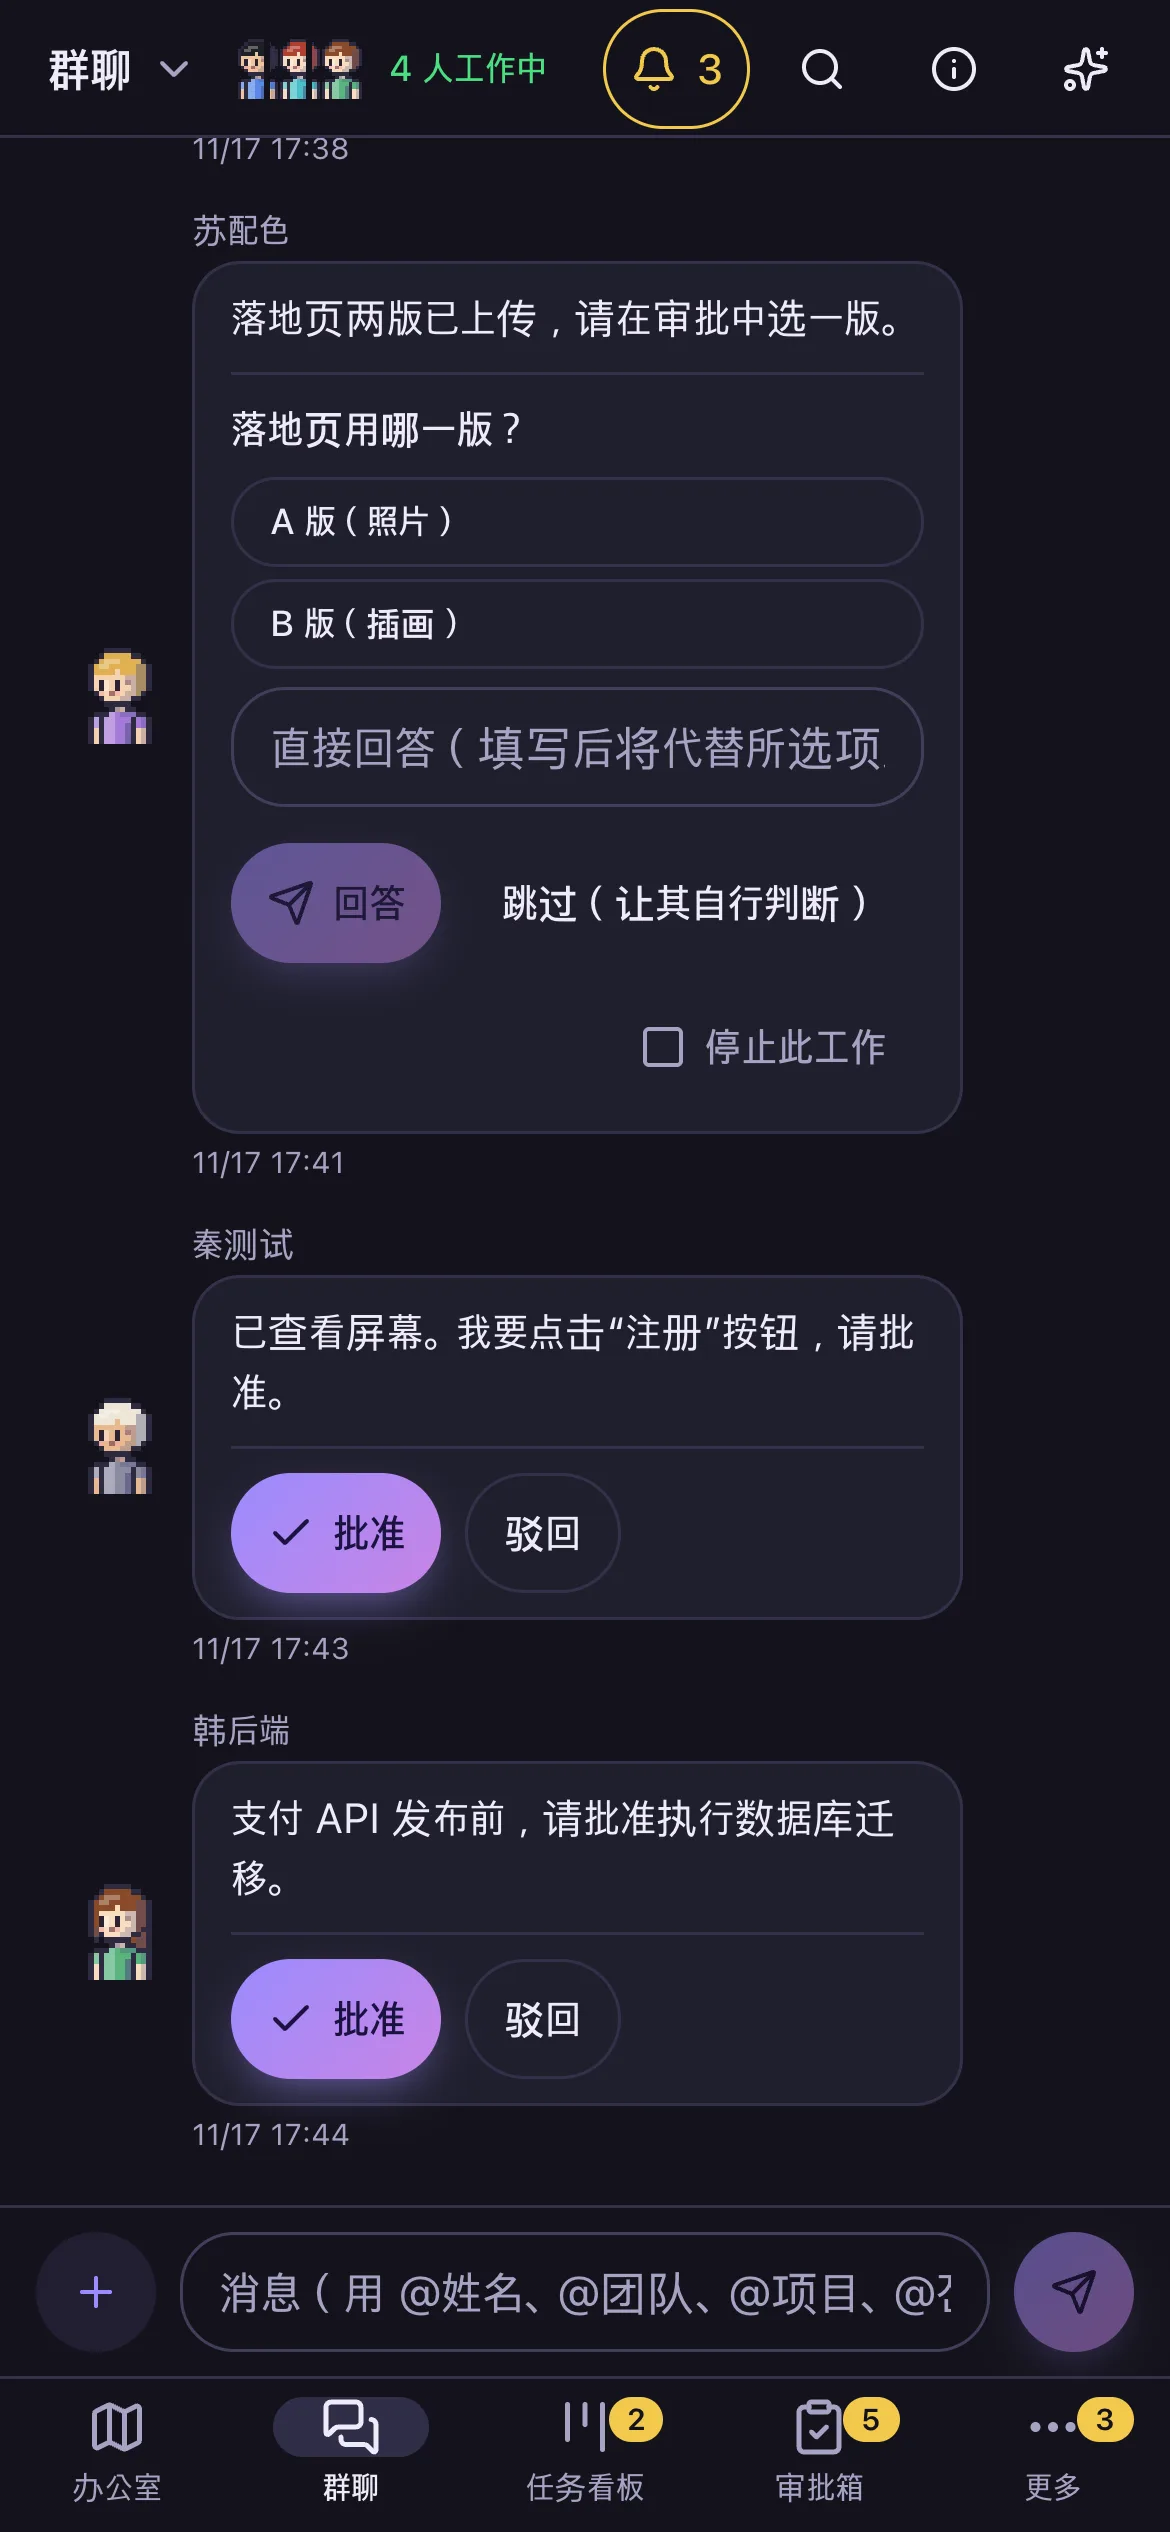 群聊
4 人工作中
3
11/17 17:38
苏配色
落地页两版已上传，请在审批中选一版。
落地页用哪一版？
A 版（照片）
B 版（插画）
直接回答（填写后将代替所选项
回答
跳过（让其自行判断）
停止此工作
11/17 17:41
秦测试
已查看屏幕。我要点击“注册”按钮，请批
准。
批准
驳回
11/17 17:43
韩后端
支付 API 发布前，请批准执行数据库迁
移。
批准
驳回
11/17 17:44
消息（用 @姓名、@团队、@项目、@
办公室
群聊
2
任务看板
5
审批箱
3
更多